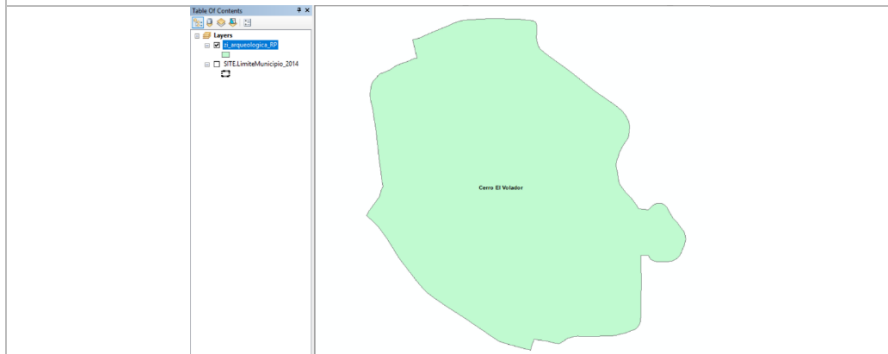 Table Of Contents
Layers
zi_arqueologica_RP
SITE.LimiteMunicipio_2014
Cerro El Volador